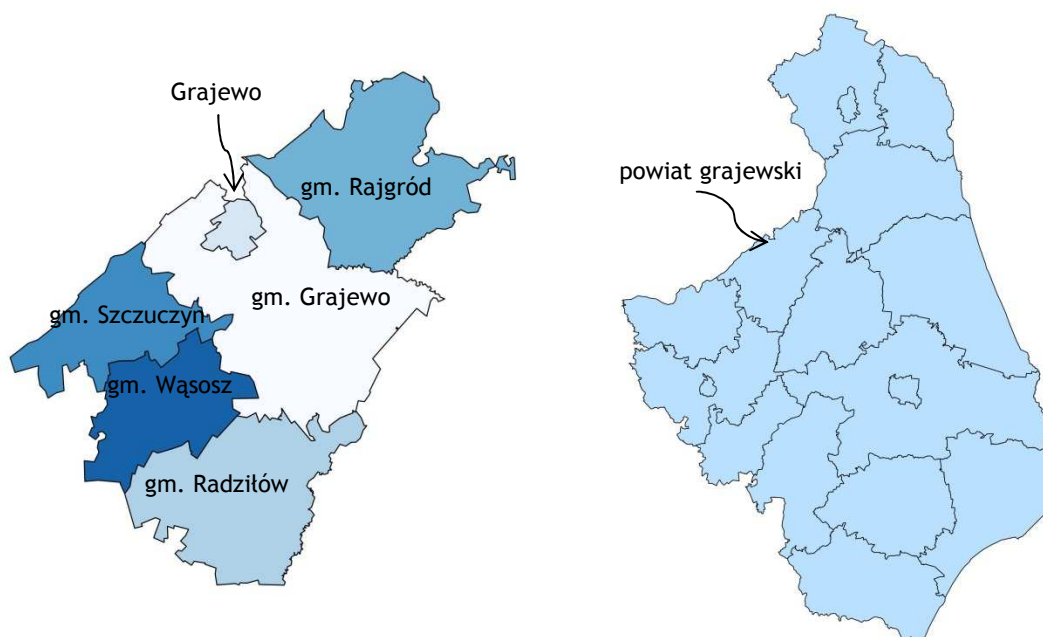 Grajewo
gm. Rajgród
gm. Grajewo
gm. Szczuczyn
gm. Wąsosz
gm. Radziłów
powiat grajewski